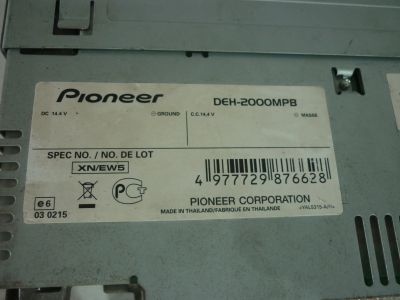 Pioneer DEH-2000MPB
DC 14.4 V GROUND C.C.14,4 V MASSE
SPEC NO. / NO. DE LOT
XN/EW5
4 977729 876628
e6
03 0215
PIONEER CORPORATION
MADE IN THAILAND/FABRIQUE EN THAILANDE